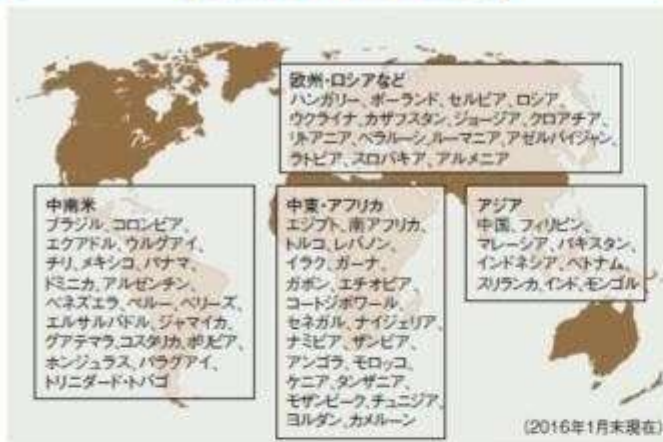 欧州・ロシアなど
ハンガリー、ポーランド、セルビア、ロシア、
ウクライナ、カザフスタン、ジョージア、クロアチア、
リトアニア、ベラルーシ、ルーマニア、アゼルバイジャン、
ラトビア、スロバキア、アルメニア
中南米
ブラジル、コロンビア、
エクアドル、ウルグアイ、
チリ、メキシコ、パナマ、
ドミニカ、アルゼンチン、
ベネズエラ、ペルー、ベリーズ、
エルサルバドル、ジャマイカ、
グアテマラ、コスタリカ、ボリビア、
ホンジュラス、パラグアイ、
トリニダード・トバゴ
中東・アフリカ
エジプト、南アフリカ、
トルコ、レバノン、
イラク、ガーナ、
ガボン、エチオピア、
コートジボワール、
セネガル、ナイジェリア、
ナミビア、ザンビア、
アンゴラ、モロッコ、
ケニア、タンザニア、
モザンビーク、チュニジア、
ヨルダン、カメルーン
アジア
中国、フィリピン、
マレーシア、パキスタン、
インドネシア、ベトナム、
スリランカ、インド、モンゴル
(2016年1月末現在)